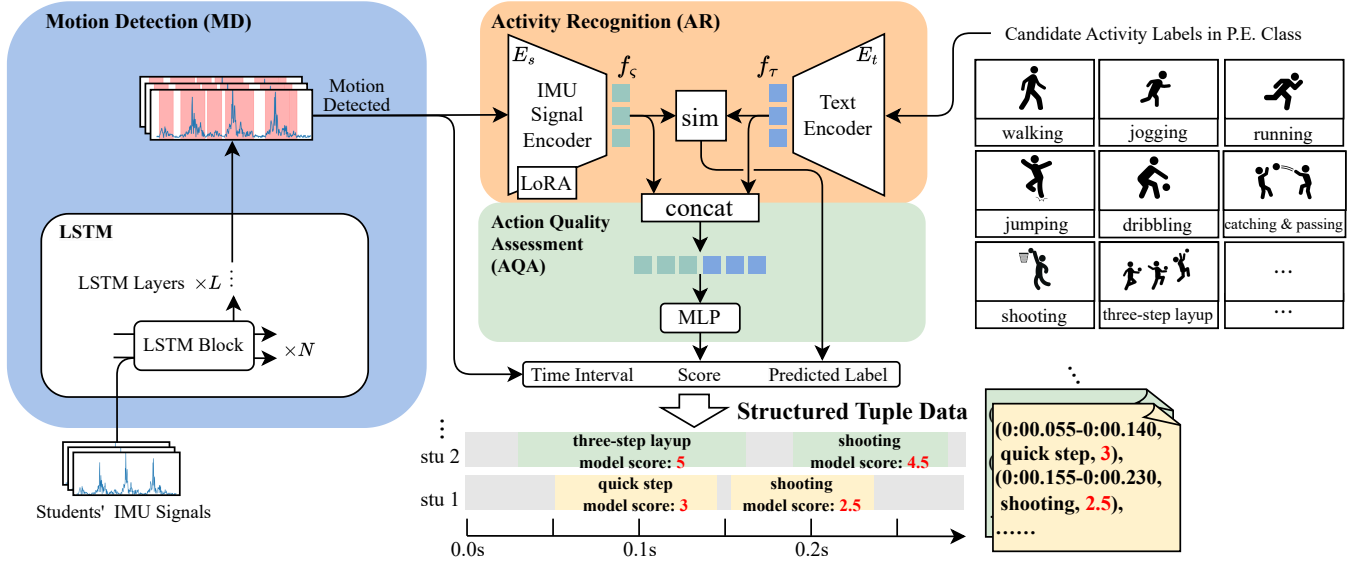 Motion Detection (MD)
Motion
Detected
LSTM
LSTM Layers ×L
⋮
LSTM Block
×N
Students' IMU Signals
Activity Recognition (AR)
E_s
IMU
Signal
Encoder
LoRA
f_ς
sim
f_τ
E_t
Text
Encoder
concat
Action Quality
Assessment
(AQA)
MLP
Time Interval Score Predicted Label
Candidate Activity Labels in P.E. Class
walking jogging running
jumping dribbling catching & passing
shooting three-step layup ...
...
Structured Tuple Data
⋮
stu 2
three-step layup
model score: 5
shooting
model score: 4.5
stu 1
quick step
model score: 3
shooting
model score: 2.5
0.0s 0.1s 0.2s
⋱
(0:00.055-0:00.140,
quick step, 3),
(0:00.155-0:00.230,
shooting, 2.5),
......